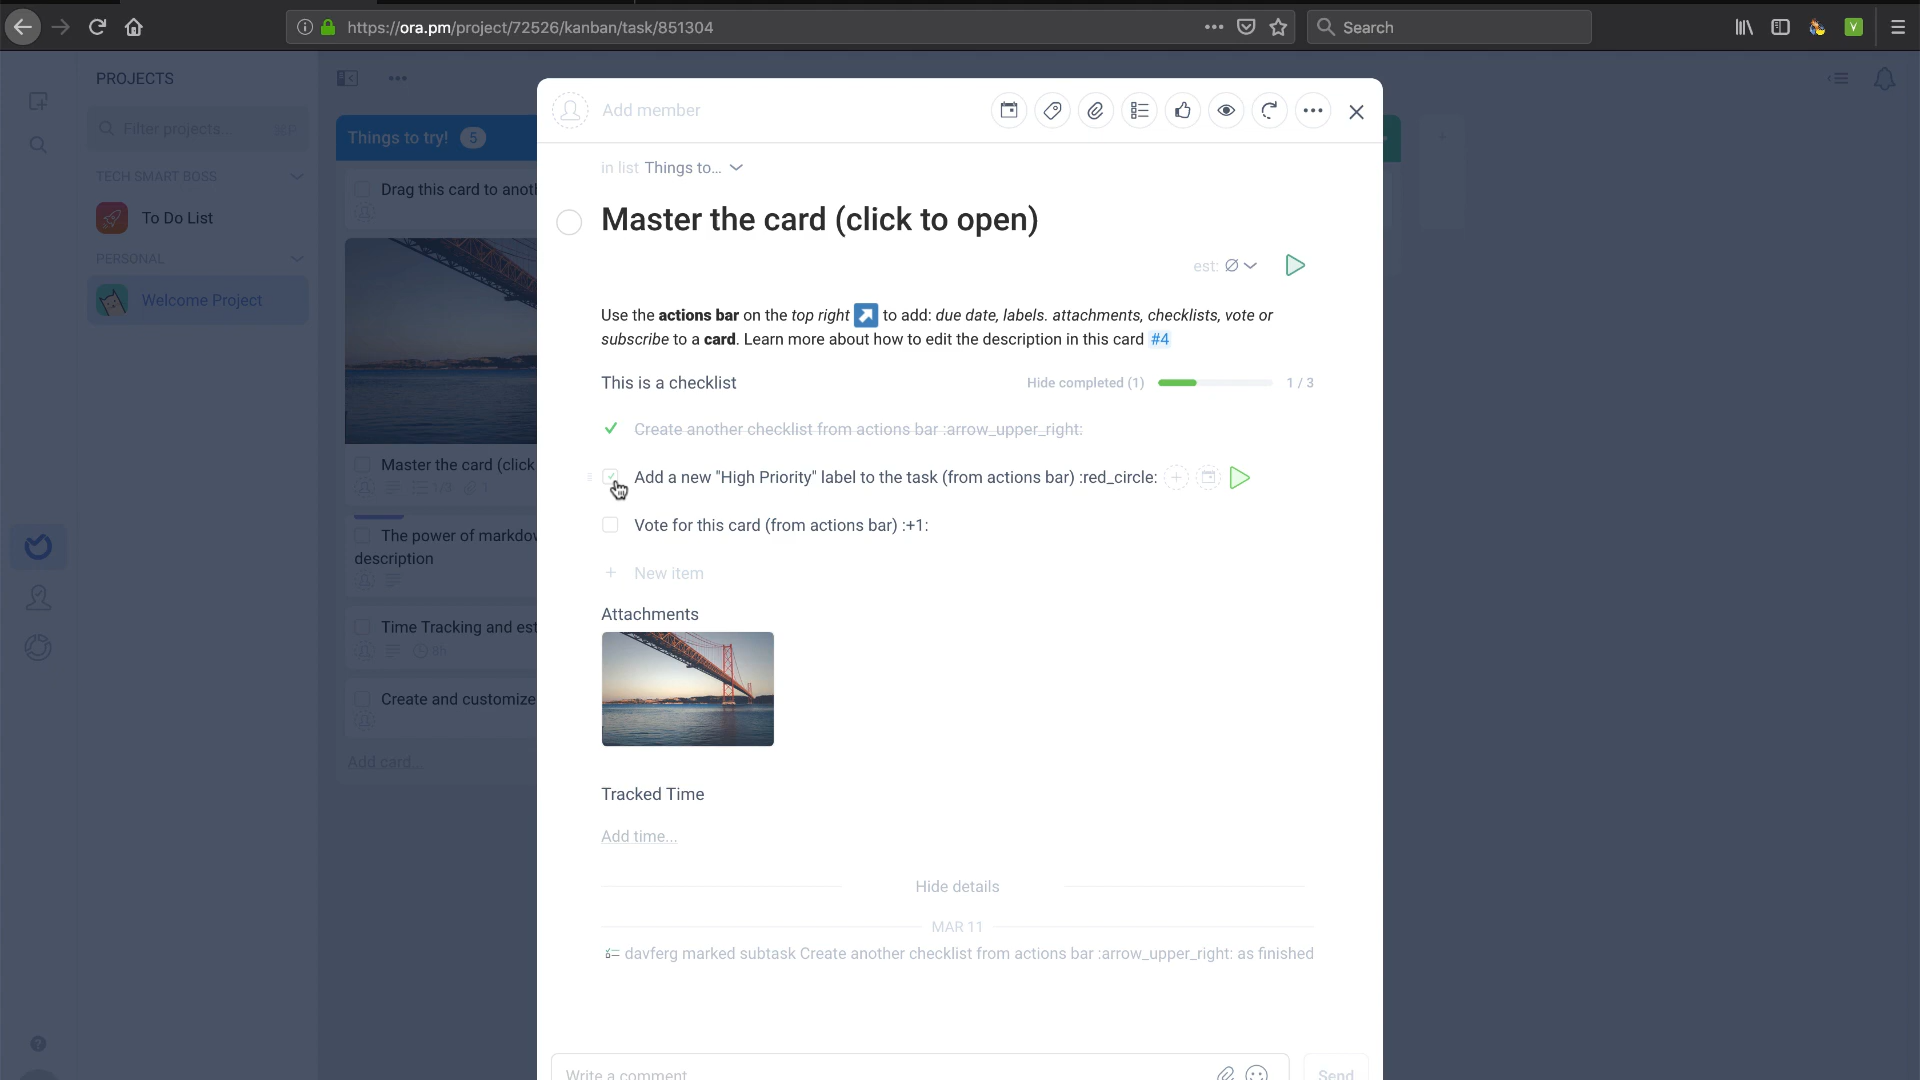 https://ora.pm/project/72526/kanban/task/851304
Search
PROJECTS
Filter projects...
⌘P
TECH SMART BOSS
To Do List
PERSONAL
Welcome Project
Things to try! 5
Drag this card to anoth
Master the card (click
1/3
1
The power of markdow
description
Time Tracking and est
8h
Create and customize
Add card...
Add member
in list Things to...
Master the card (click to open)
est:
Use the actions bar on the top right to add: due date, labels. attachments, checklists, vote or
subscribe to a card. Learn more about how to edit the description in this card #4
This is a checklist
Hide completed (1)
1 / 3
Create another checklist from actions bar :arrow_upper_right:
Add a new "High Priority" label to the task (from actions bar) :red_circle:
Vote for this card (from actions bar) :+1:
+ New item
Attachments
Tracked Time
Add time...
Hide details
MAR 11
davferg marked subtask Create another checklist from actions bar :arrow_upper_right: as finished
Write a comment
Send